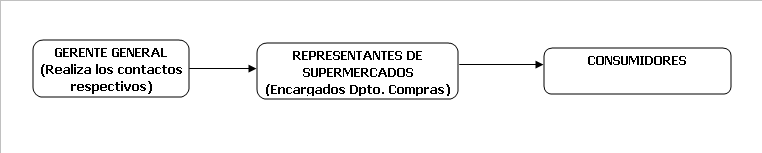 GERENTE GENERAL
(Realiza los contactos
respectivos)
REPRESENTANTES DE
SUPERMERCADOS
(Encargados Dpto. Compras)
CONSUMIDORES